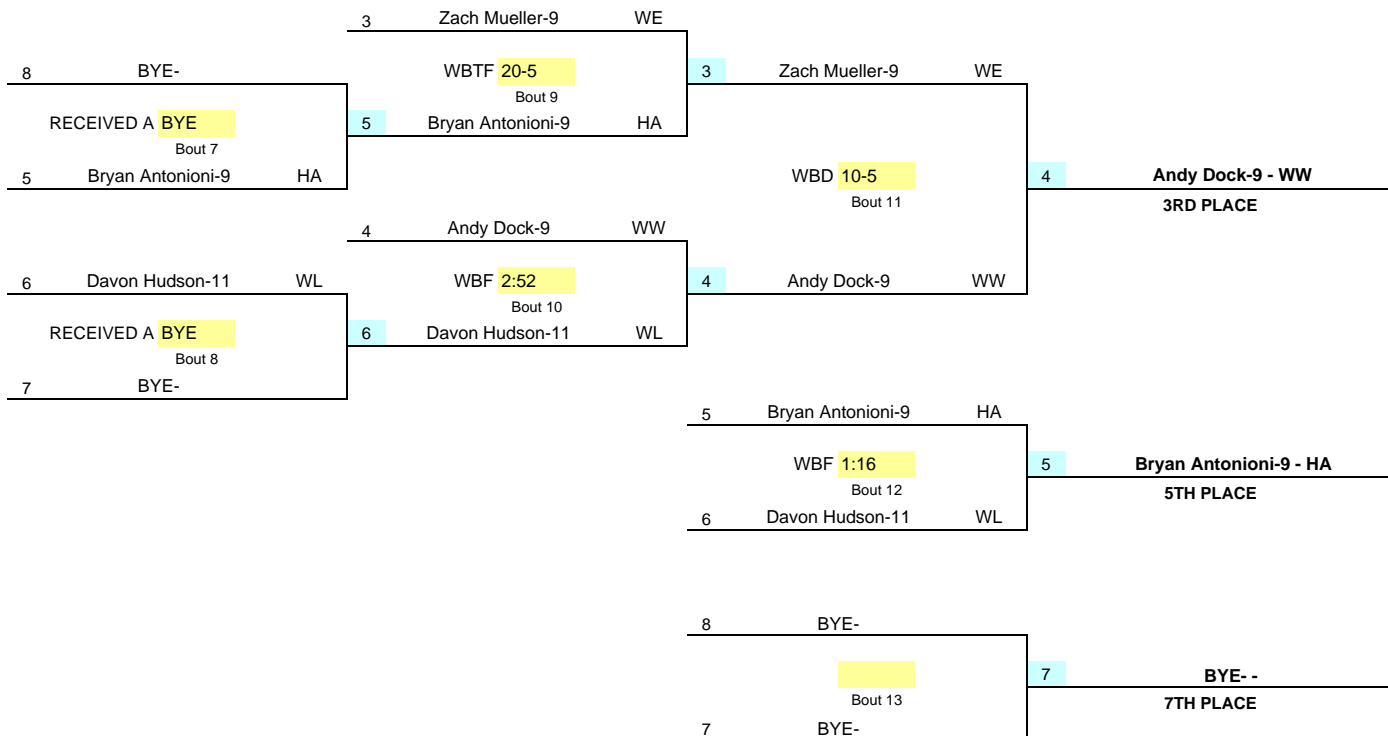 3 Zach Mueller-9 WE
8 BYE- WBTF 20-5 3 Zach Mueller-9 WE
Bout 9
RECEIVED A BYE 5 Bryan Antonioni-9 HA
Bout 7
5 Bryan Antonioni-9 HA WBD 10-5 4 Andy Dock-9 - WW
Bout 11 3RD PLACE
4 Andy Dock-9 WW
6 Davon Hudson-11 WL WBF 2:52 4 Andy Dock-9 WW
Bout 10
RECEIVED A BYE 6 Davon Hudson-11 WL
Bout 8
7 BYE-
5 Bryan Antonioni-9 HA
WBF 1:16 5 Bryan Antonioni-9 - HA
Bout 12 5TH PLACE
6 Davon Hudson-11 WL
8 BYE-
7 BYE- -
Bout 13 7TH PLACE
7 BYE-